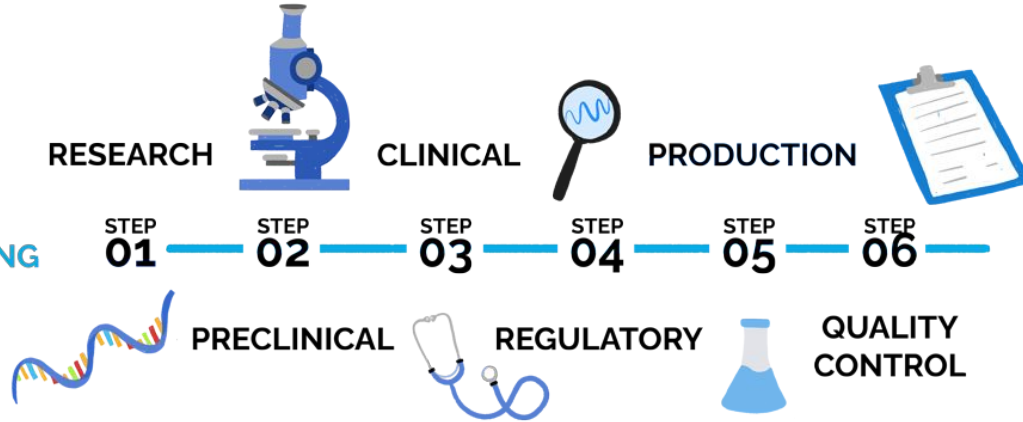 RESEARCH
CLINICAL
PRODUCTION
STEP
01
STEP
02
STEP
03
STEP
04
STEP
05
STEP
06
NG
PRECLINICAL
REGULATORY
QUALITY
CONTROL